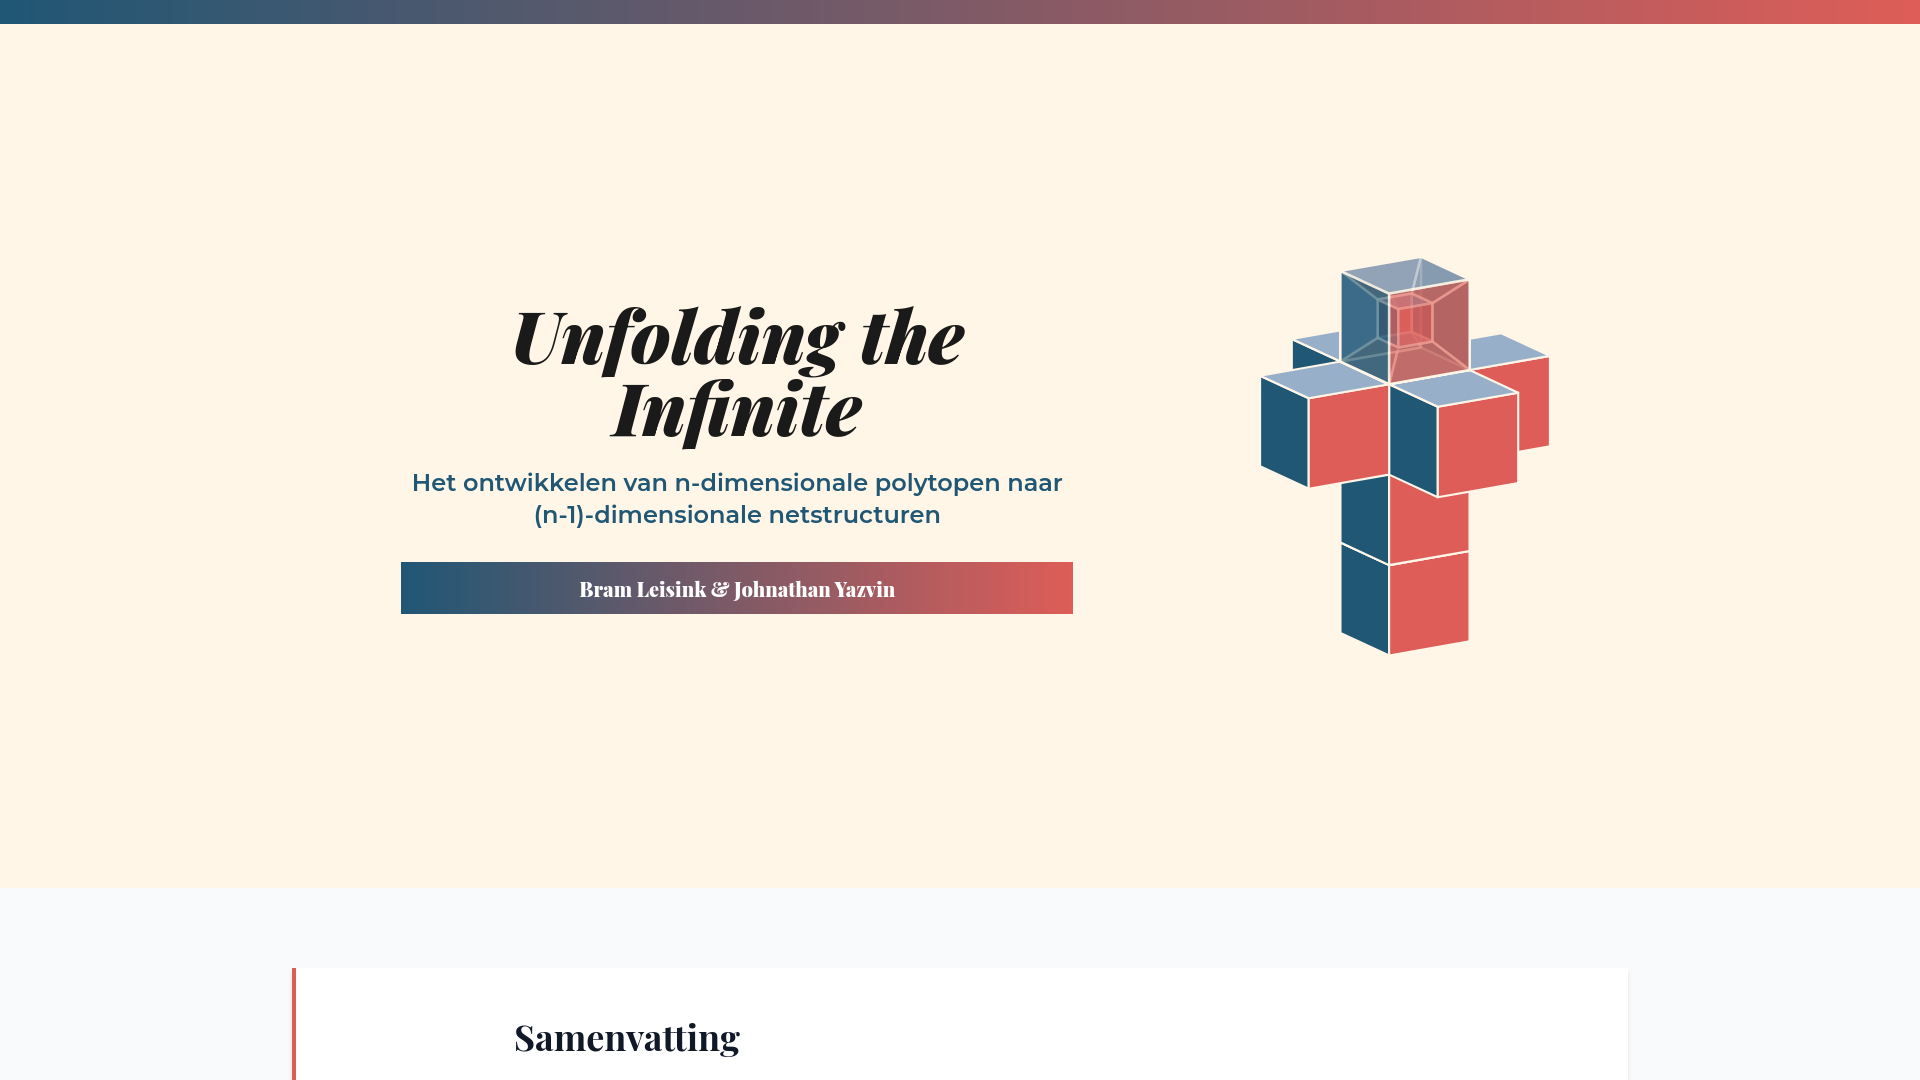 Unfolding the
Infinite
Het ontwikkelen van n-dimensionale polytopen naar
(n-1)-dimensionale netstructuren
Bram Leisink & Johnathan Yazvin
Samenvatting